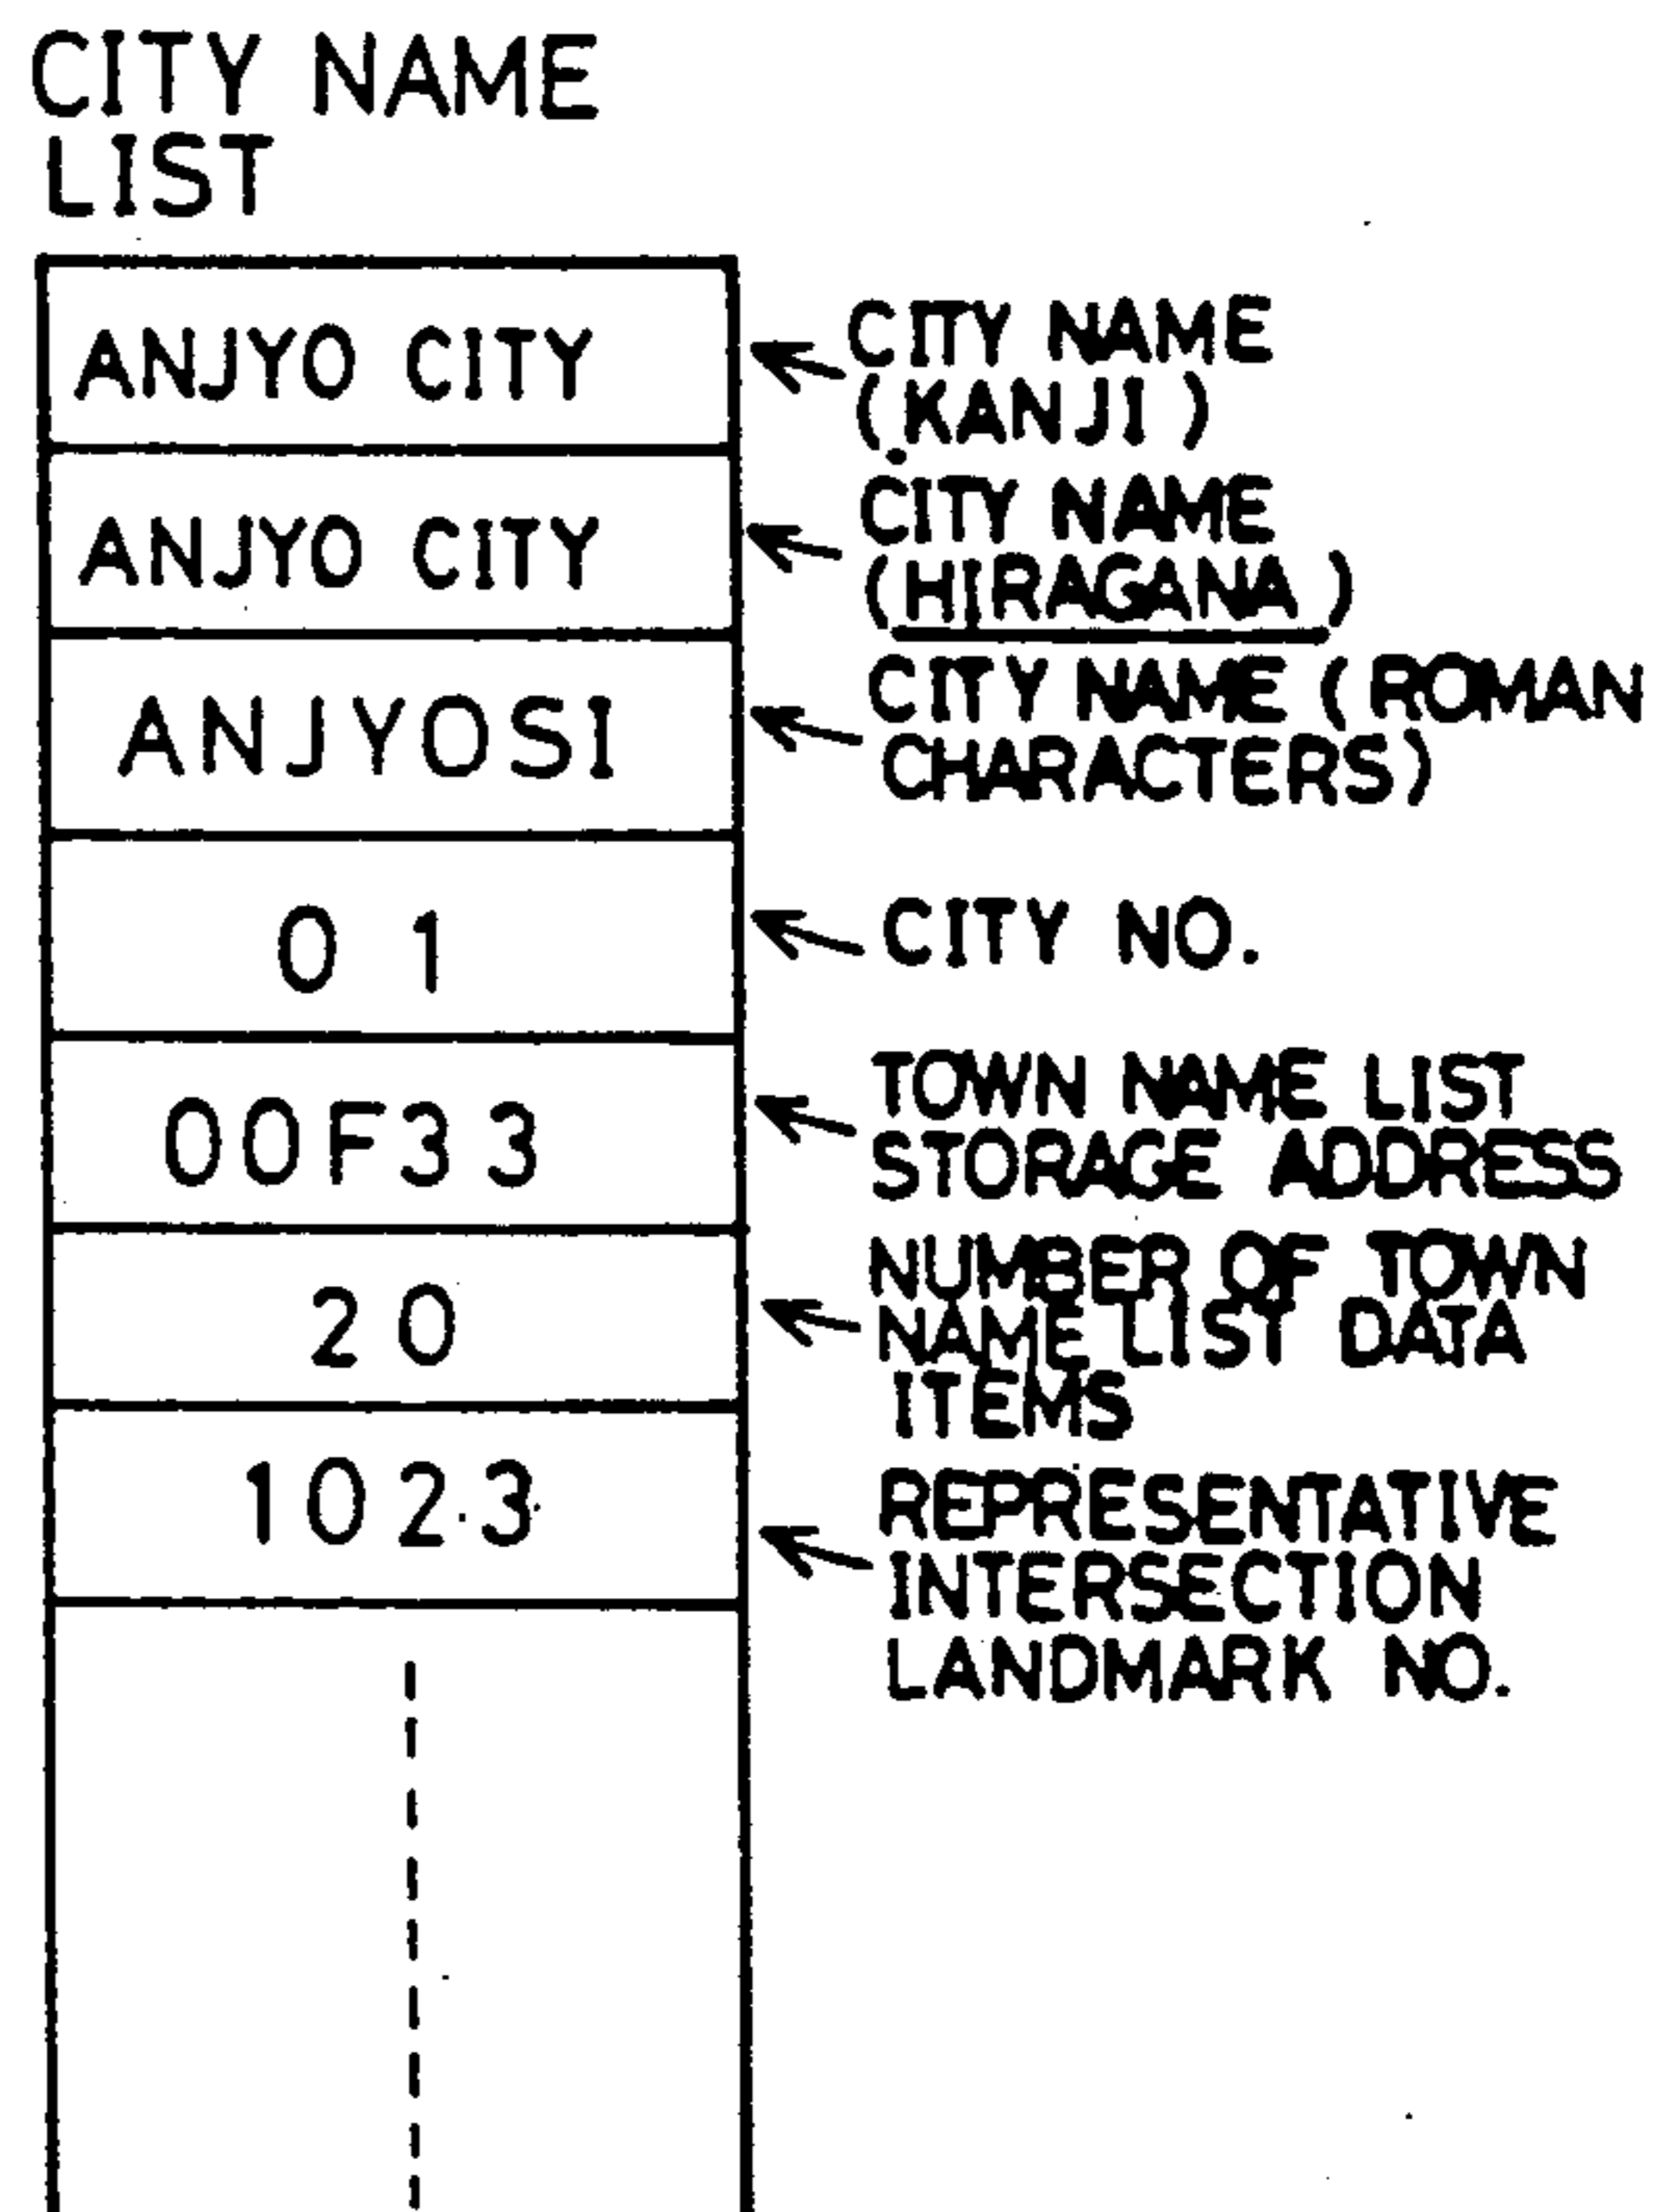 CITY NAME
LIST
ANJYO CITY
CITY NAME
(KANJI)
ANJYO CITY
CITY NAME
(HIRAGANA)
ANJYOSI
CITY NAME (ROMAN
CHARACTERS)
01
CITY NO.
00F33
TOWN NAME LIST
STORAGE ADDRESS
20
NUMBER OF TOWN
NAME LIST DATA
ITEMS
1023
REPRESENTATIVE
INTERSECTION
LANDMARK NO.